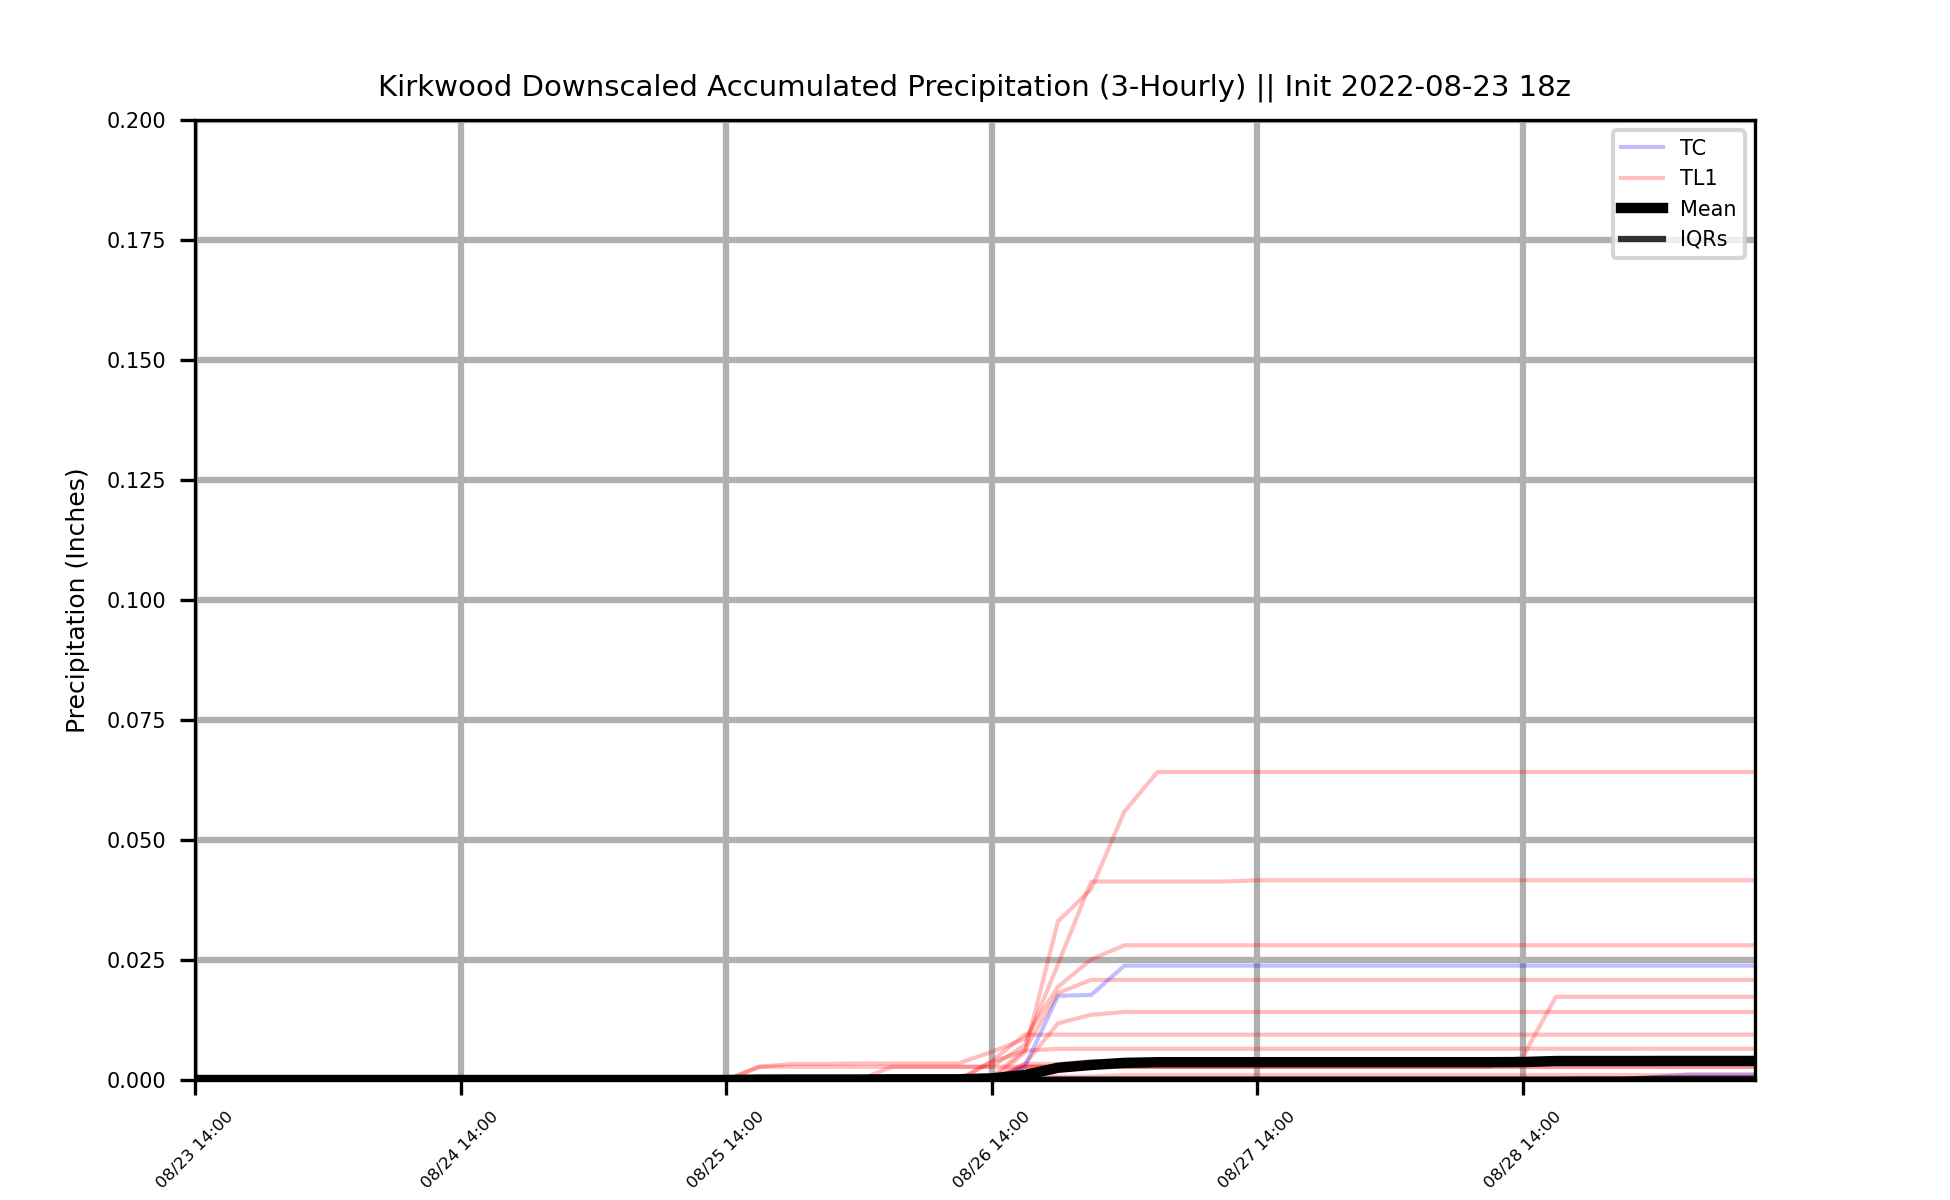 Kirkwood Downscaled Accumulated Precipitation (3-Hourly) || Init 2022-08-23 18z
TC
TL1
Mean
IQRs
Precipitation (Inches)
0.200
0.175
0.150
0.125
0.100
0.075
0.050
0.025
0.000
08/23 14:00
08/24 14:00
08/25 14:00
08/26 14:00
08/27 14:00
08/28 14:00